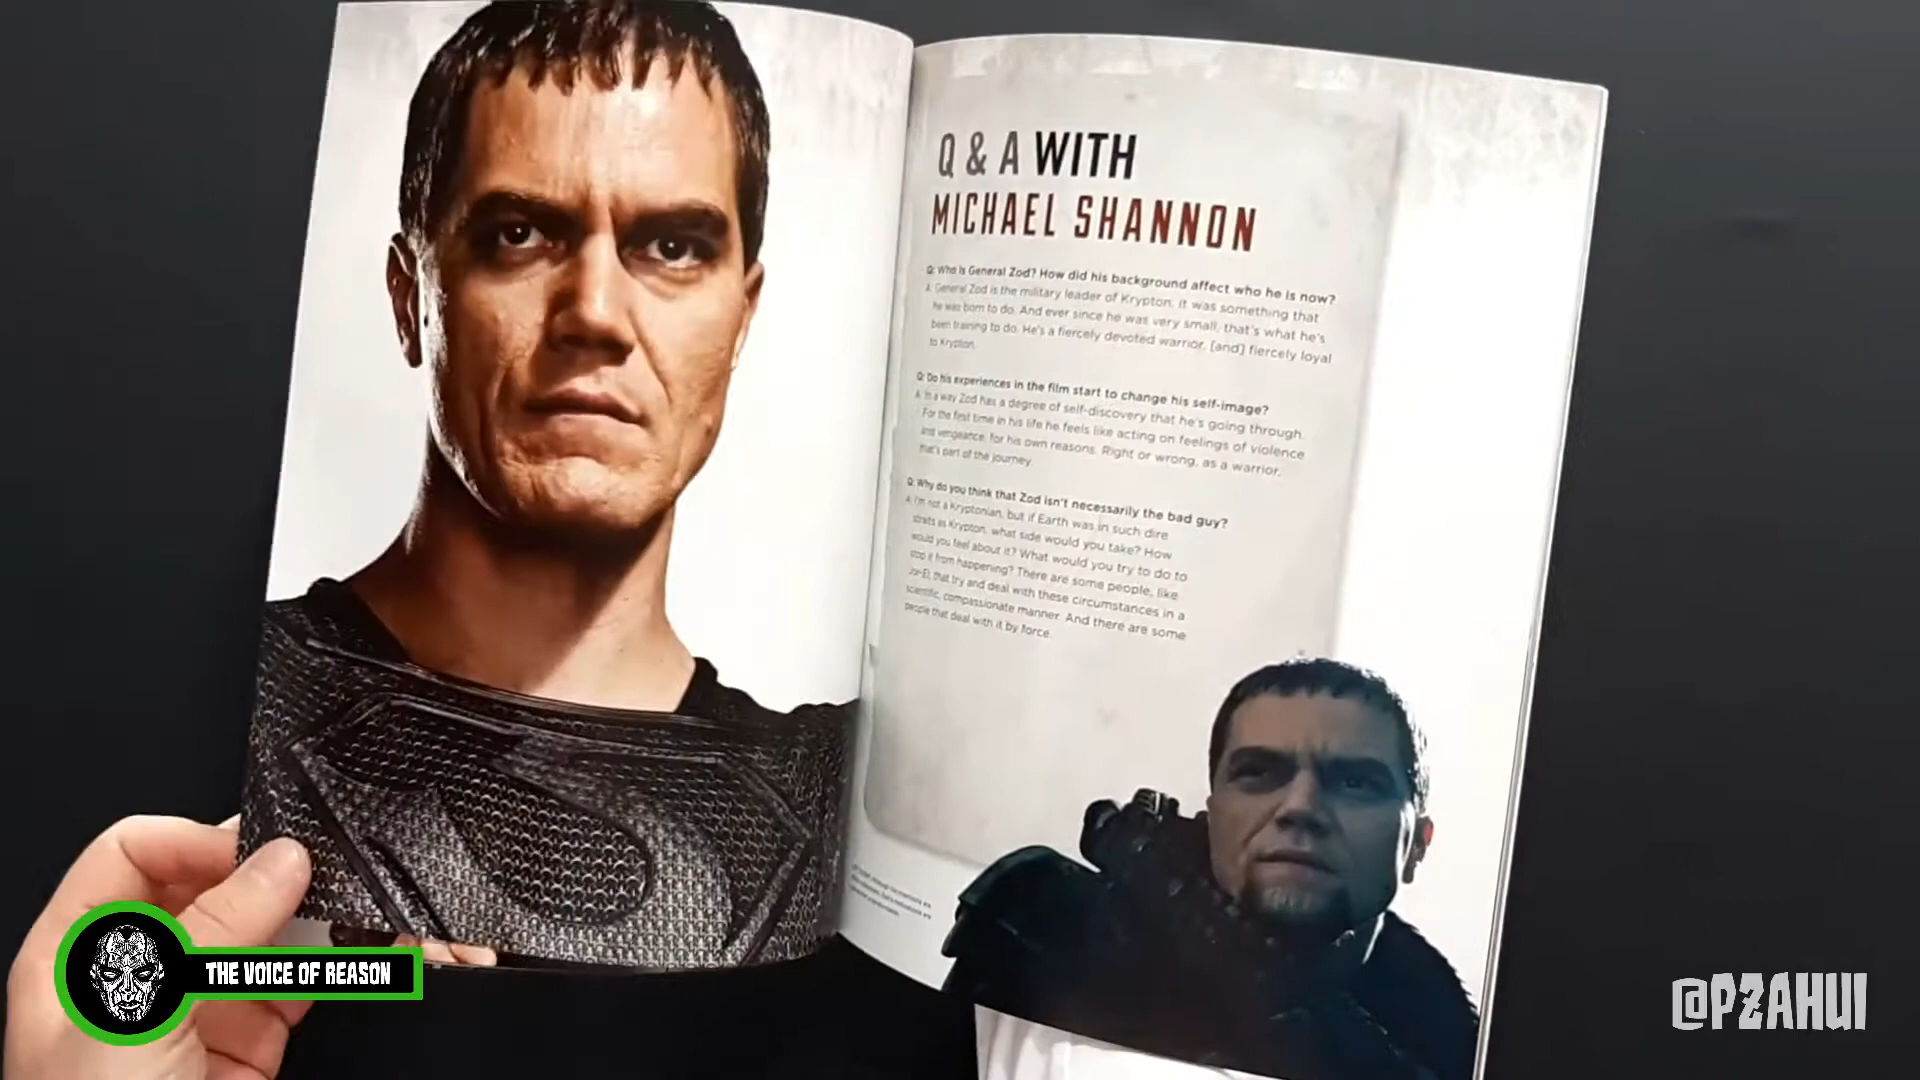 Q & A WITH
MICHAEL SHANNON
Q: Who is General Zod? How did his background affect who he is now?
A: General Zod is the military leader of Krypton. It was something that
he was born to do. And ever since he was very small, that's what he's
been training to do. He's a fiercely devoted warrior, [and] fiercely loyal
to Krypton.
Q: Do his experiences in the film start to change his self-image?
A: In a way Zod has a degree of self-discovery that he's going through.
For the first time in his life he feels like acting on feelings of violence
and vengeance, for his own reasons. Right or wrong, as a warrior,
that's part of the journey.
Q: Why do you think that Zod isn't necessarily the bad guy?
A: I'm not a Kryptonian, but if Earth was in such dire
straits as Krypton, what side would you take? How
would you feel about it? What would you try to do to
stop it from happening? There are some people, like
Jor-El, that try and deal with these circumstances in a
scientific, compassionate manner. And there are some
people that deal with it by force.
THE VOICE OF REASON
@PZAHUI